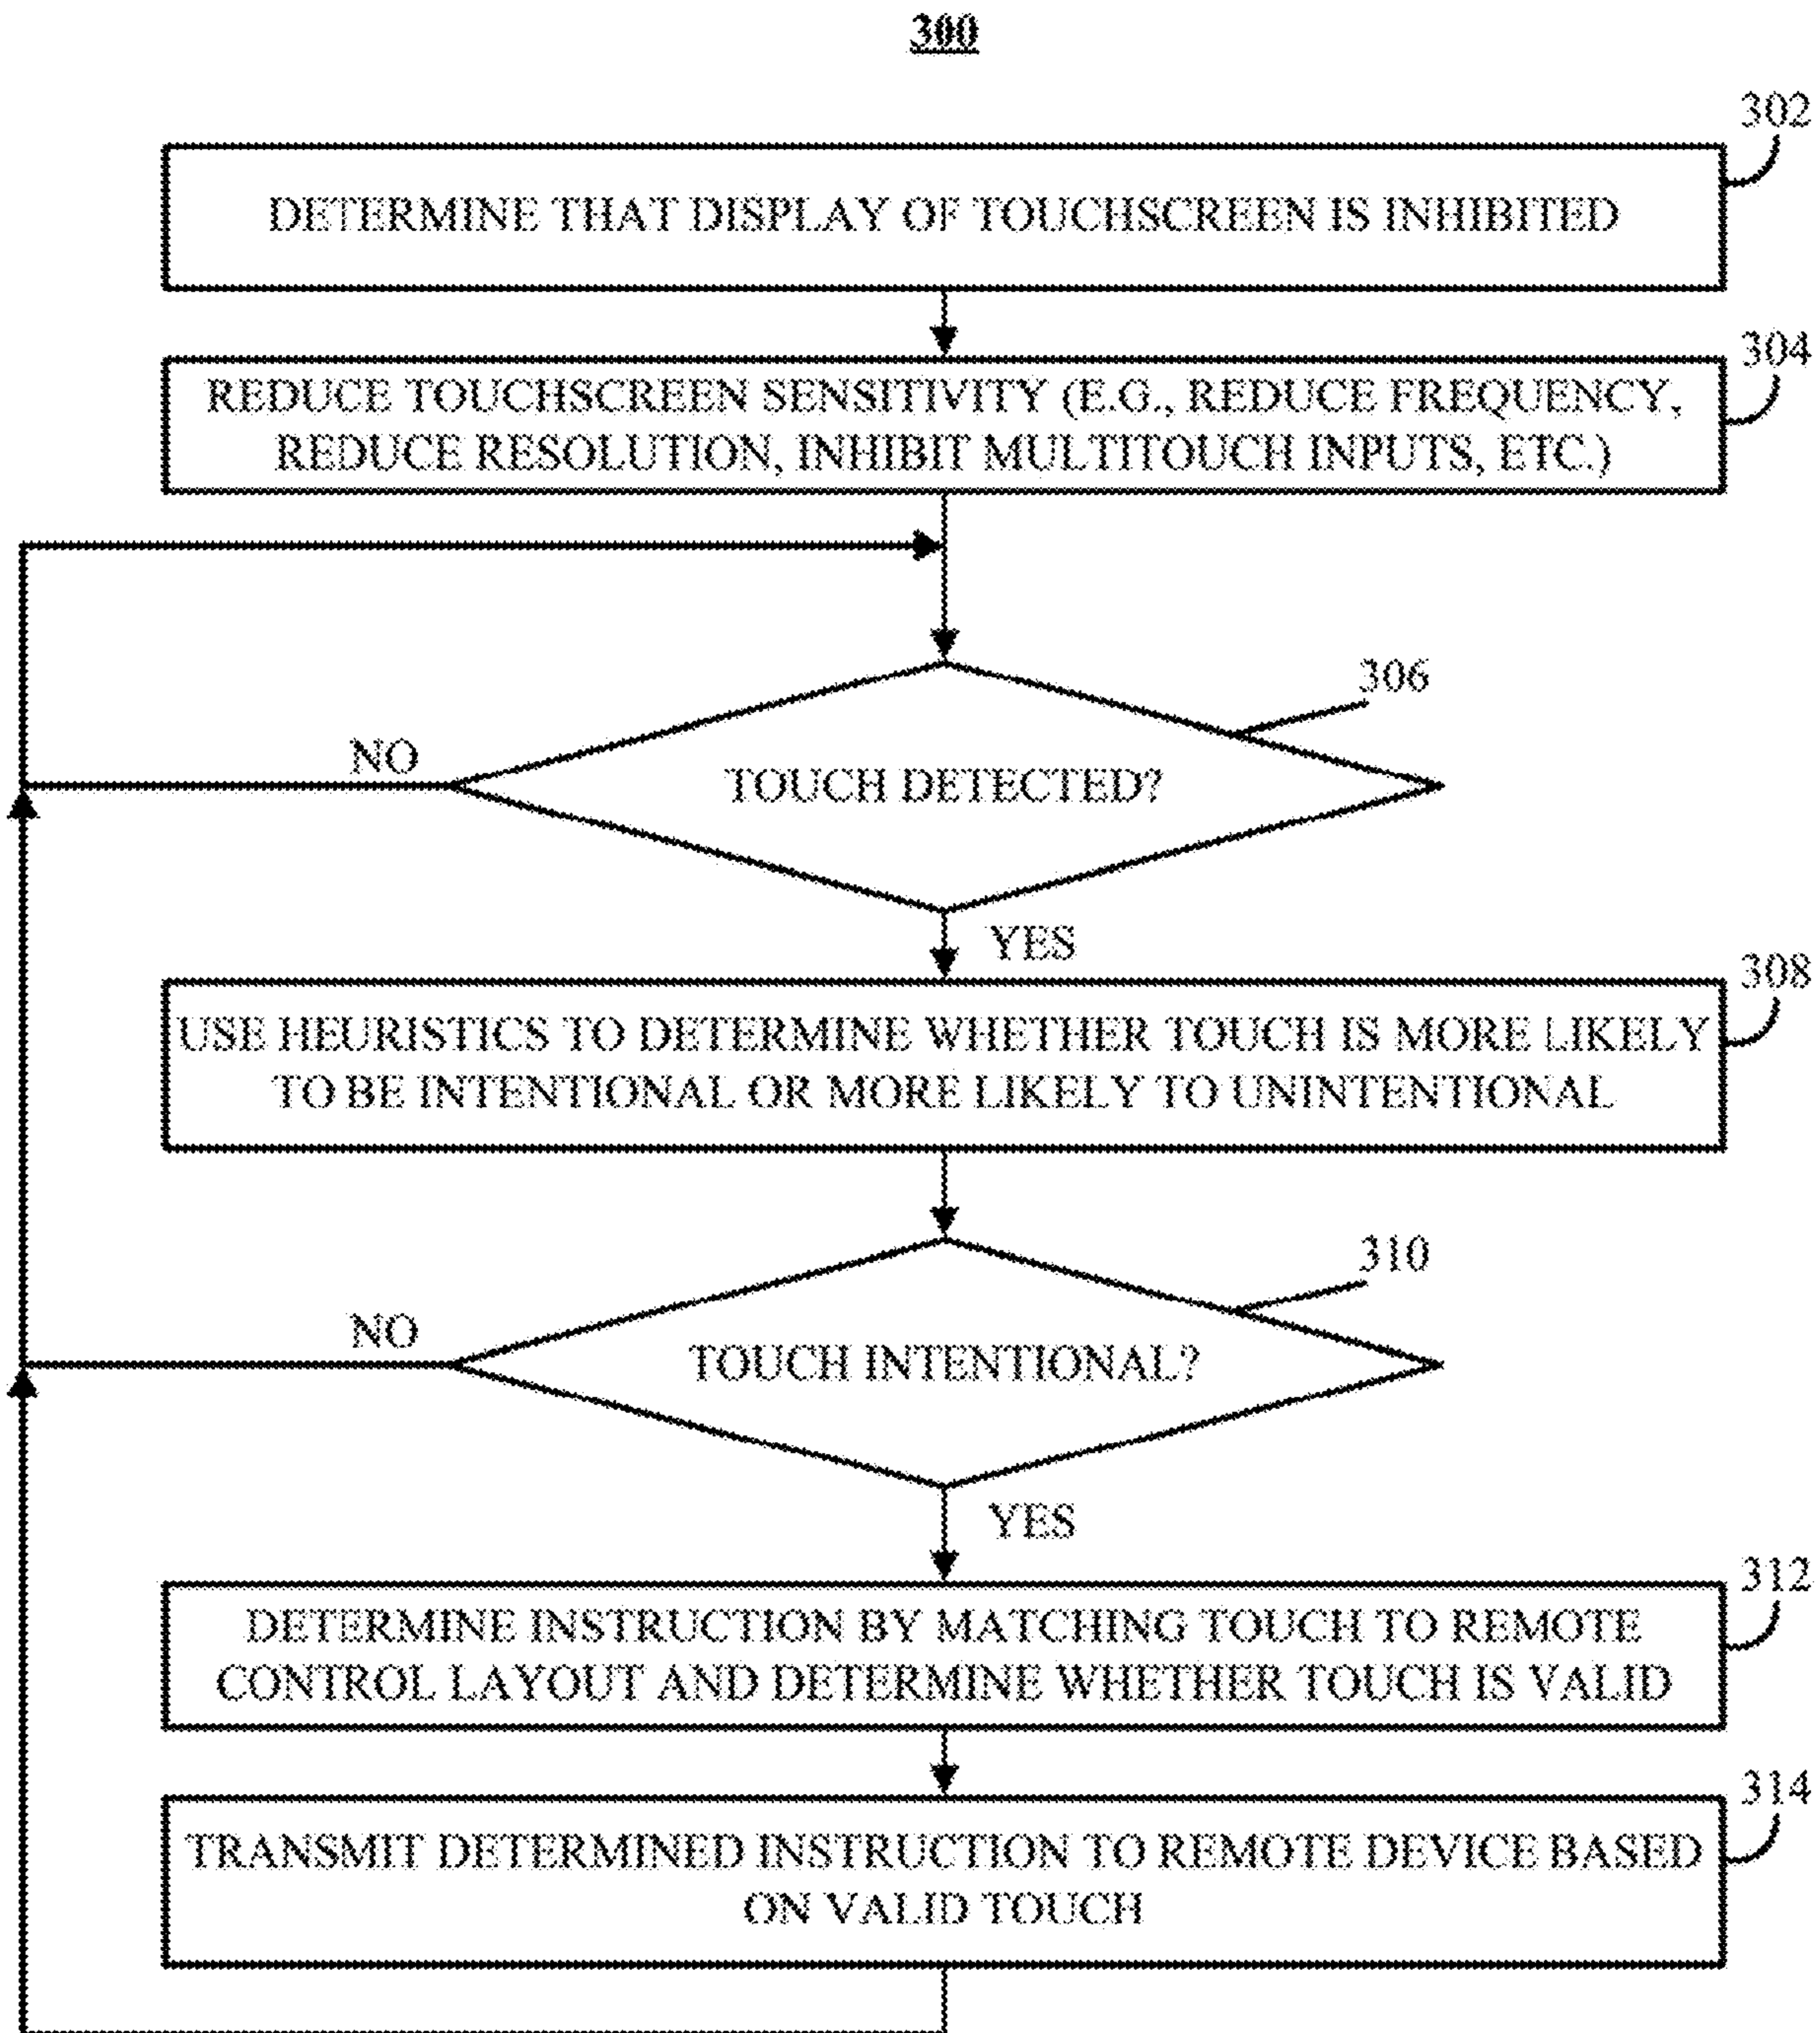 300
302
DETERMINE THAT DISPLAY OF TOUCHSCREEN IS INHIBITED
304
REDUCE TOUCHSCREEN SENSITIVITY (E.G., REDUCE FREQUENCY,
REDUCE RESOLUTION, INHIBIT MULTITOUCH INPUTS, ETC.)
306
NO
TOUCH DETECTED?
YES
308
USE HEURISTICS TO DETERMINE WHETHER TOUCH IS MORE LIKELY
TO BE INTENTIONAL OR MORE LIKELY TO UNINTENTIONAL
310
NO
TOUCH INTENTIONAL?
YES
312
DETERMINE INSTRUCTION BY MATCHING TOUCH TO REMOTE
CONTROL LAYOUT AND DETERMINE WHETHER TOUCH IS VALID
314
TRANSMIT DETERMINED INSTRUCTION TO REMOTE DEVICE BASED
ON VALID TOUCH